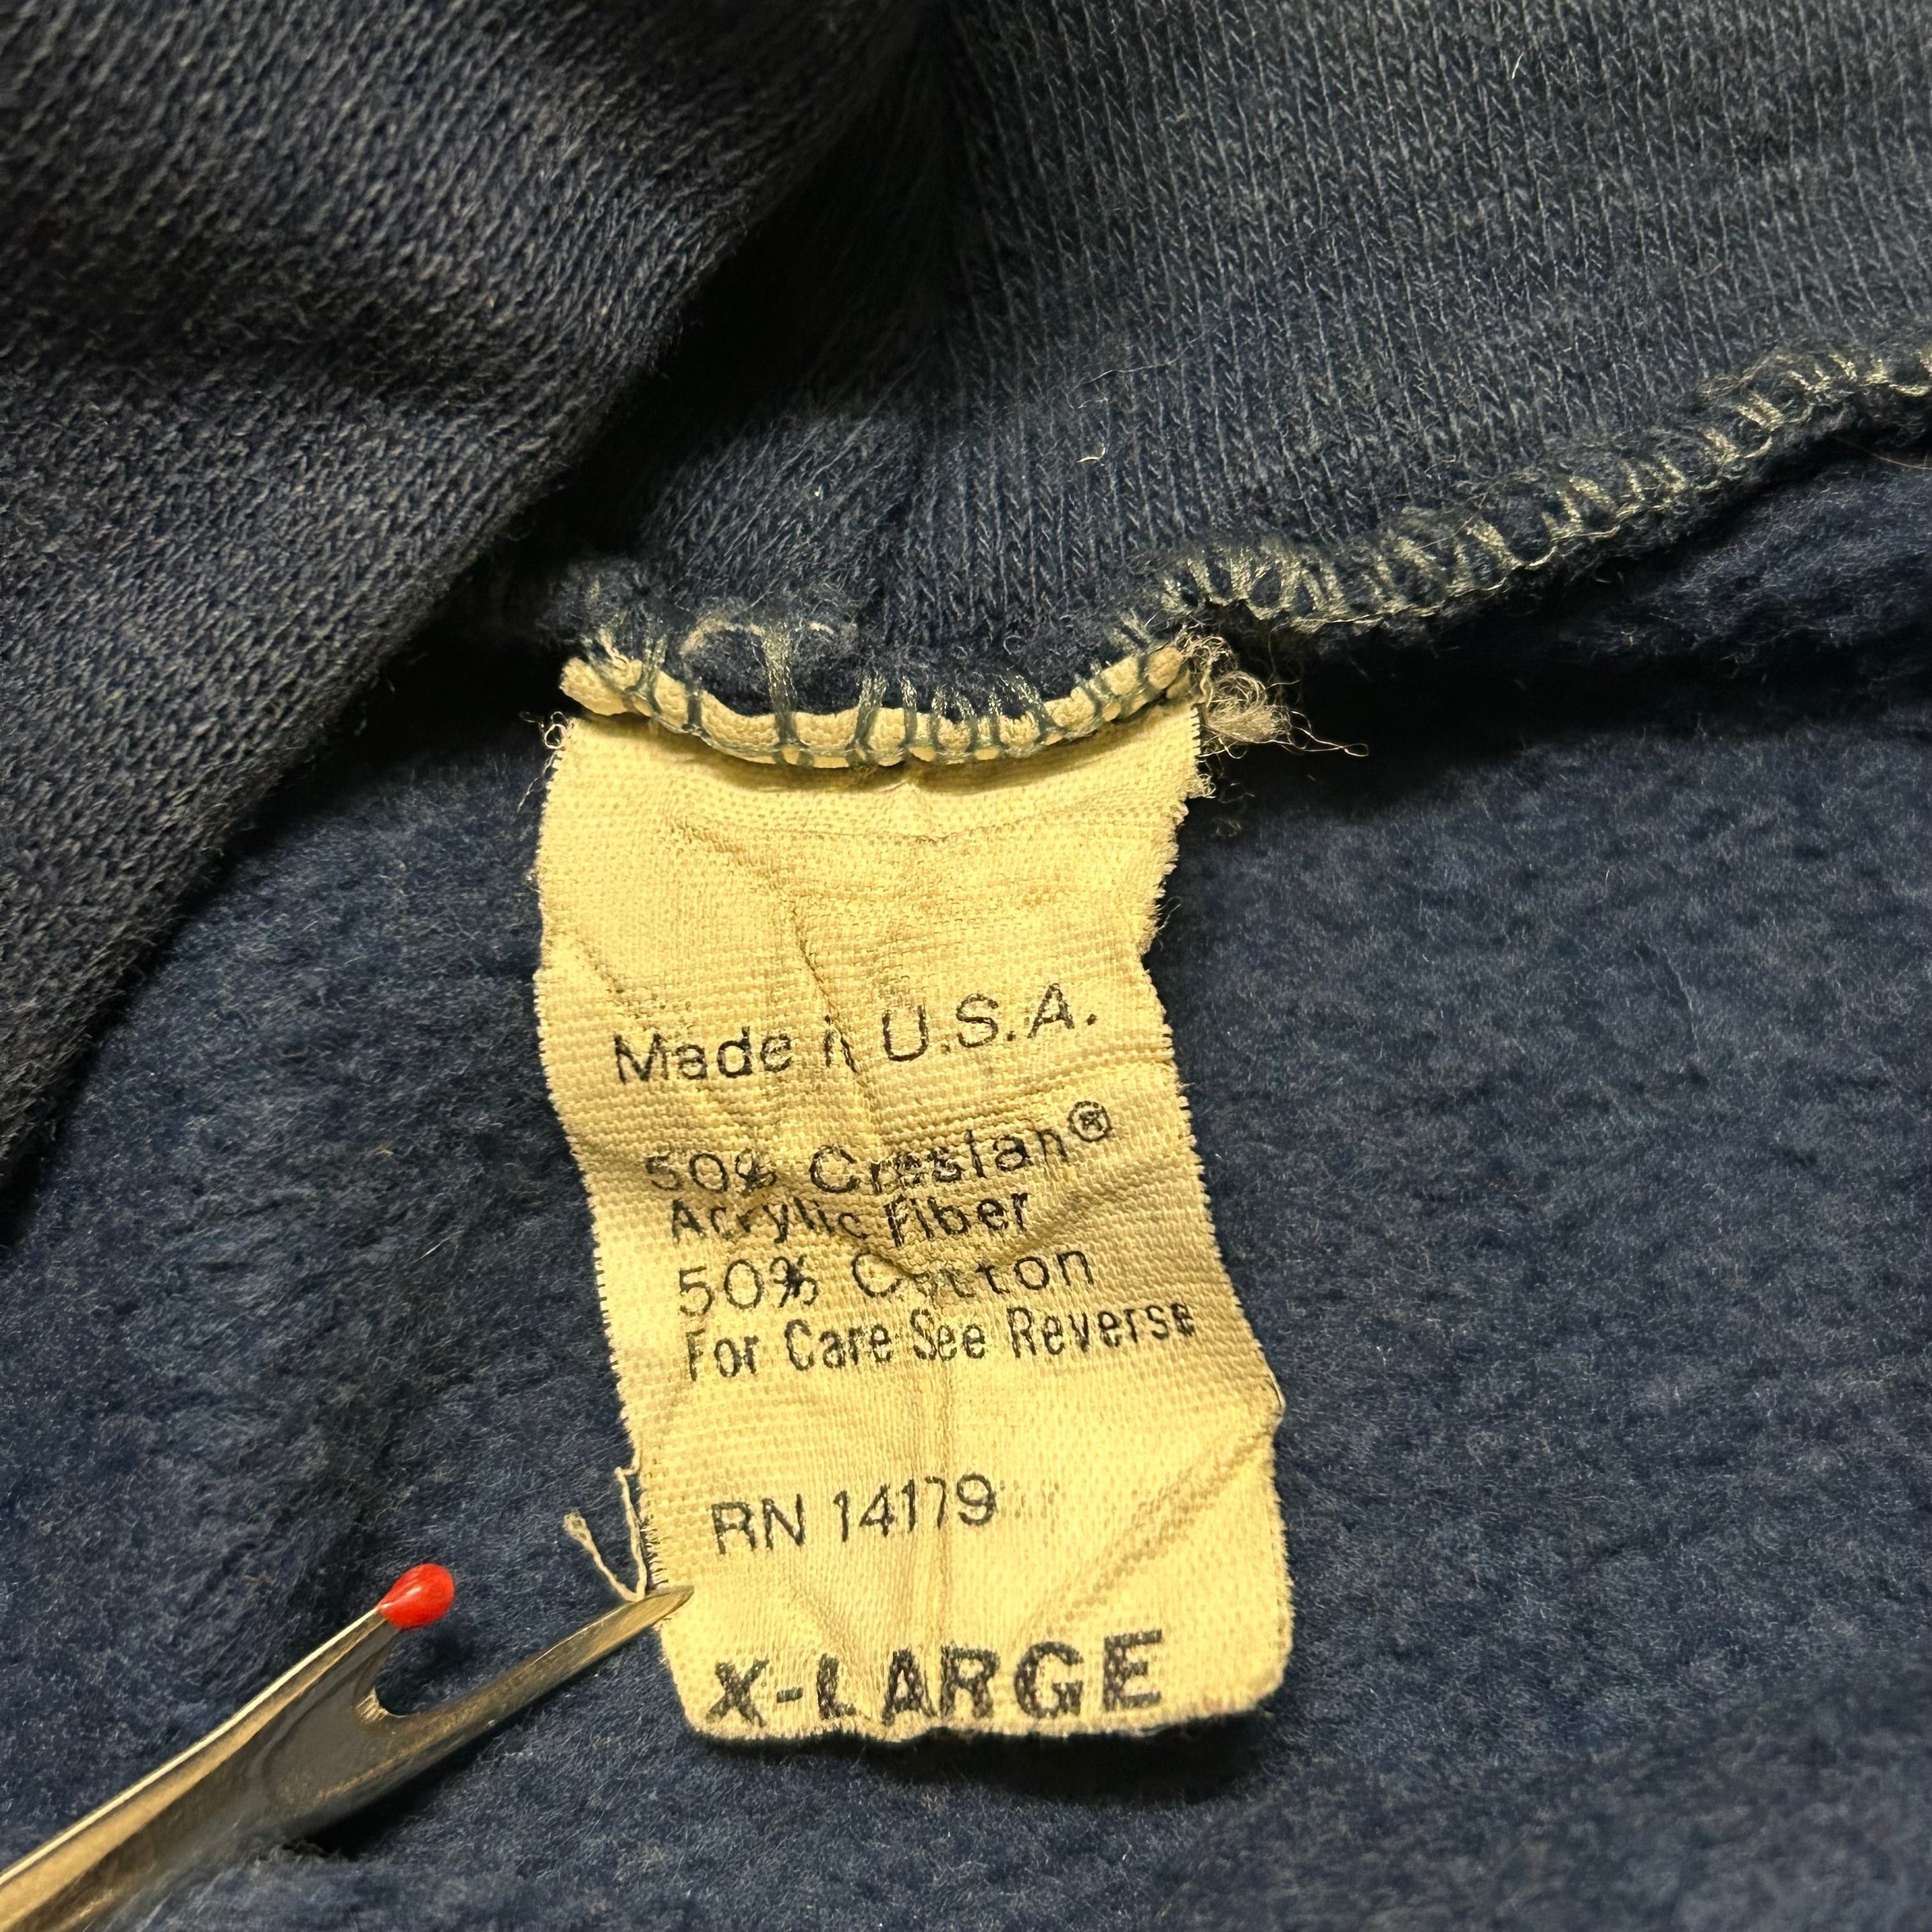 Made in U.S.A.
50% Creslan®
Acrylic Fiber
50% Cotton
For Care See Reverse
RN 14179
X-LARGE